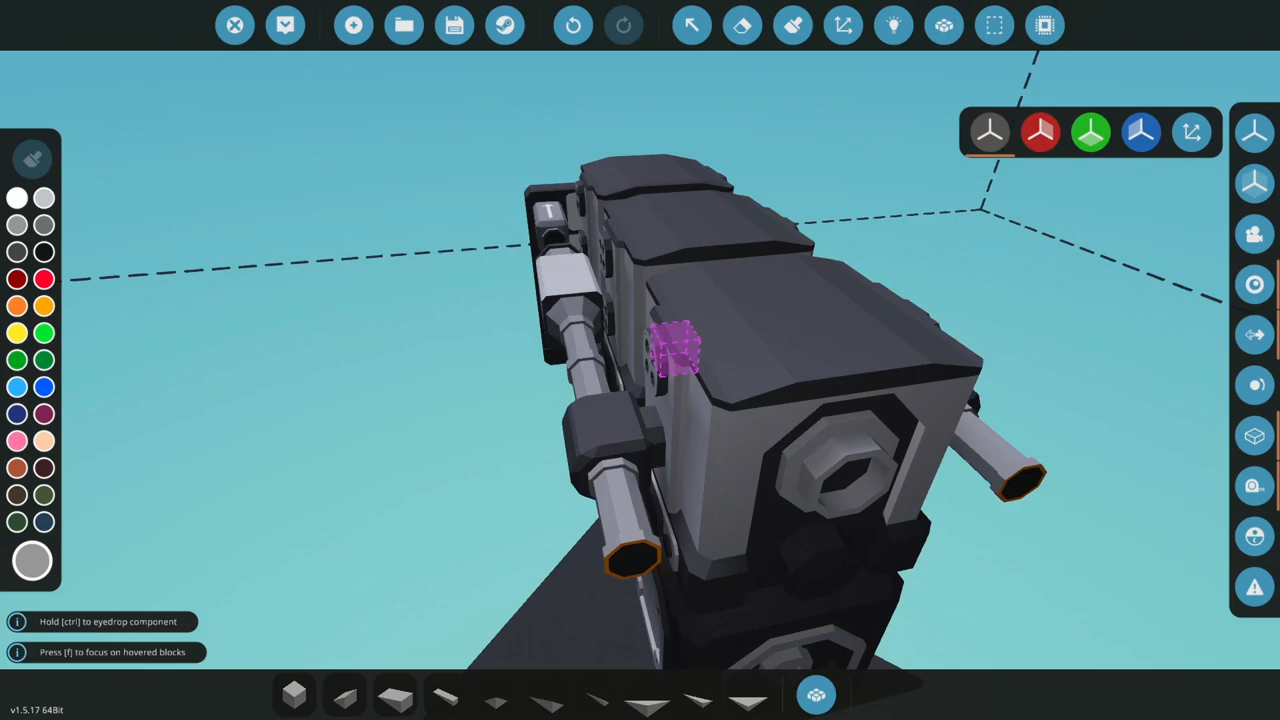 Hold [ctrl] to eyedrop component
Press [f] to focus on hovered blocks
v1.5.17 64Bit